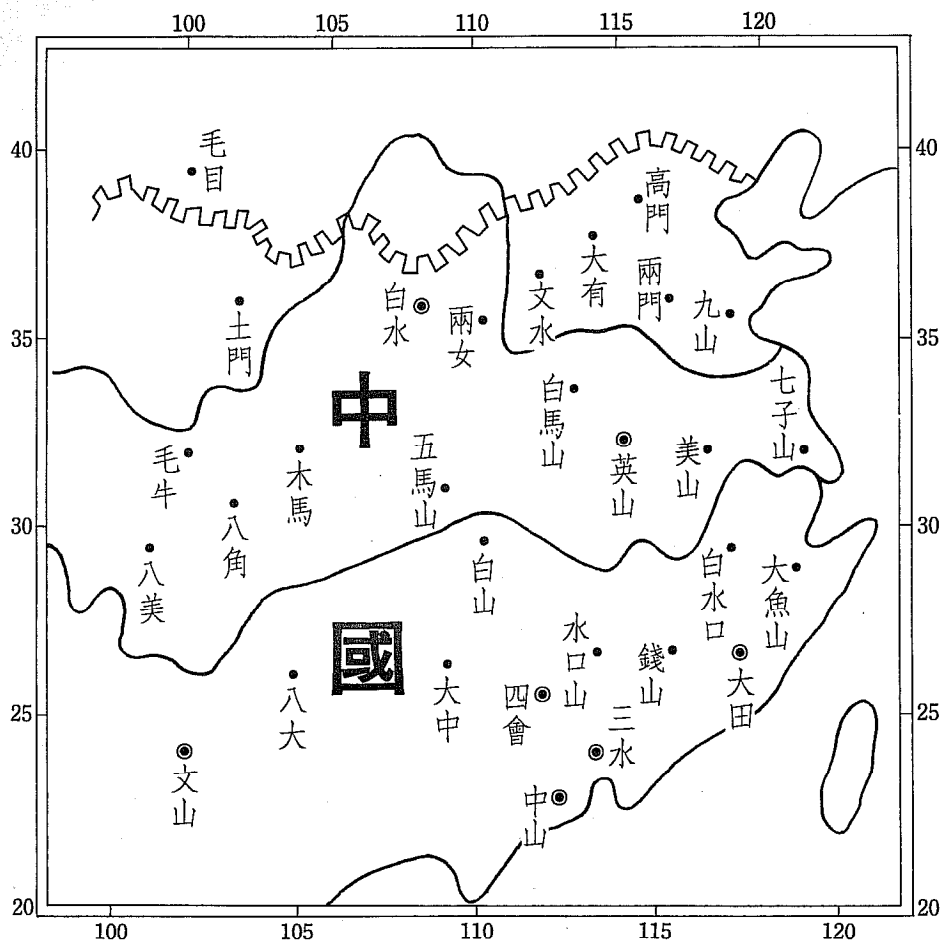 100 105 110 115 120
40 40
毛目
高門
大有
兩門
文水
九山
白水
兩女
土門
35 35
七子山
白馬山
中
五馬山
英山
美山
毛牛
木馬
八角
30 30
八美
白山
白水口
大魚山
水口山
國
錢山
大田
大中
四會
八大
三水
25 25
文山
中山
20 20
100 105 110 115 120